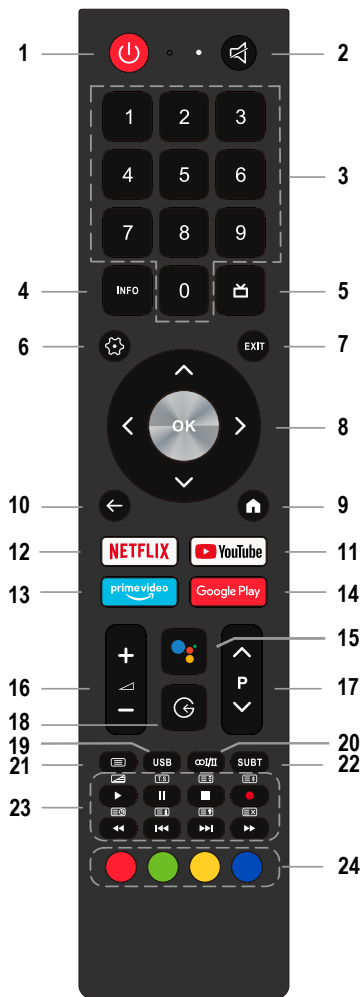 1 2
1 2 3
4 5 6 3
7 8 9
4 INFO 0 5
6 EXIT 7
OK 8
10 9
12 NETFLIX YouTube 11
13 prime video Google Play 14
15
16 + P 17
−
18
19 20
21 USB I/II SUBT 22
T.S
23
24